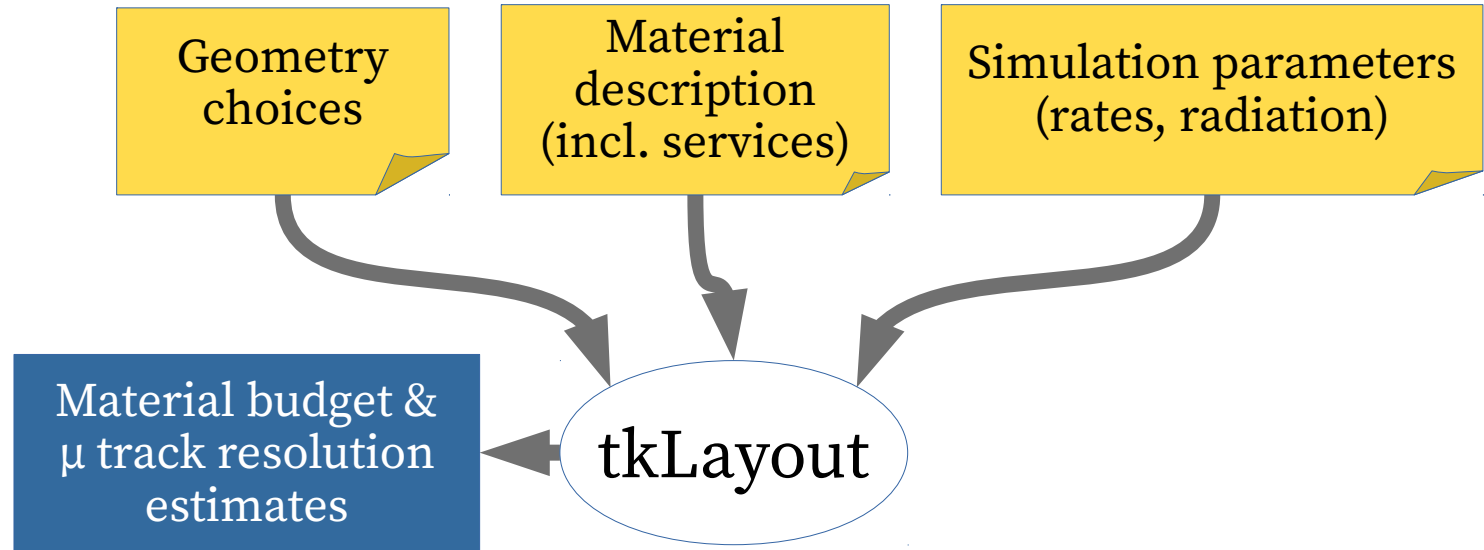 Geometry
choices
Material
description
(incl. services)
Simulation parameters
(rates, radiation)
Material budget &
μ track resolution
estimates
tkLayout